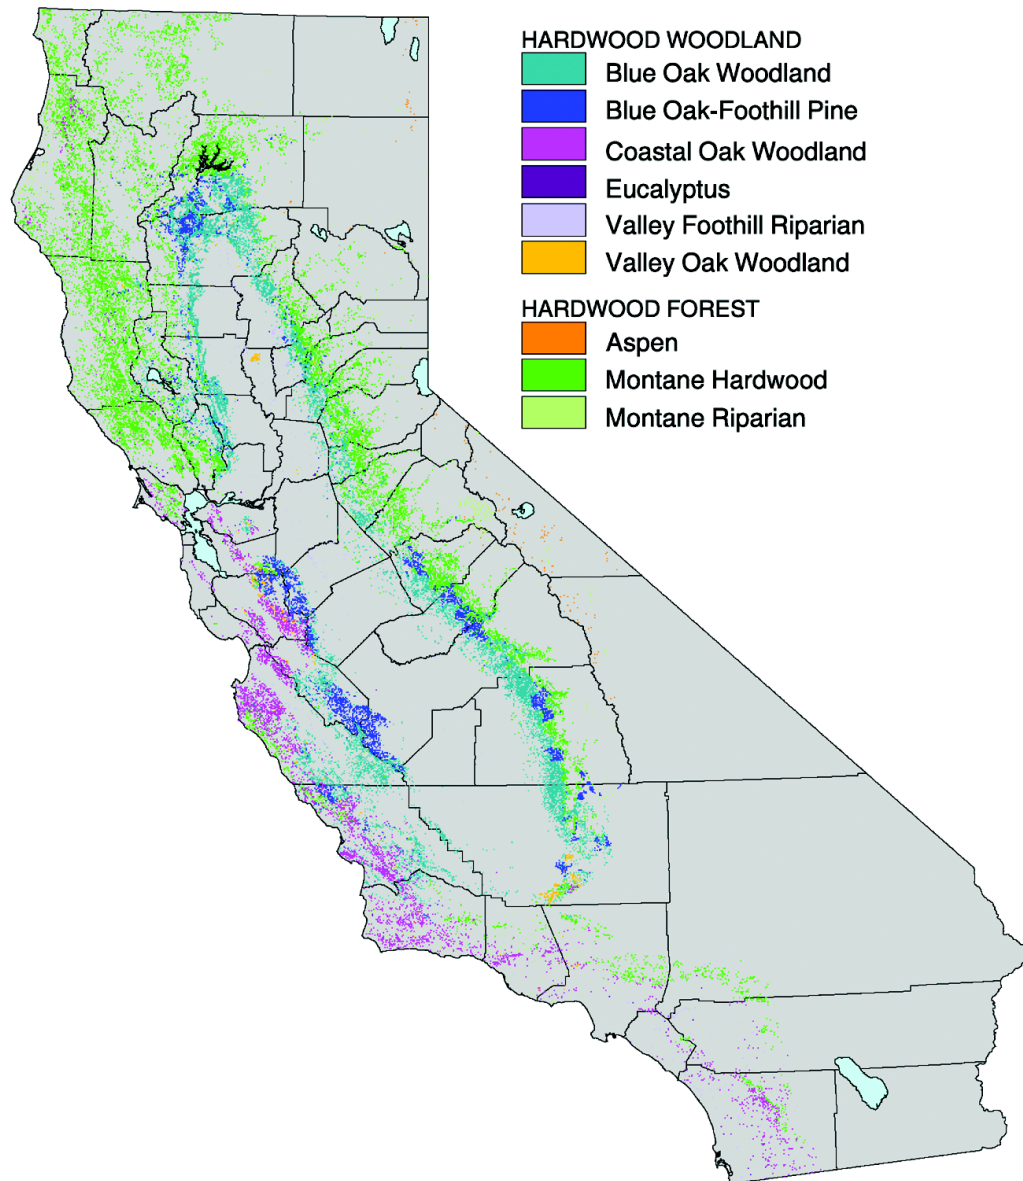 HARDWOOD WOODLAND
Blue Oak Woodland
Blue Oak-Foothill Pine
Coastal Oak Woodland
Eucalyptus
Valley Foothill Riparian
Valley Oak Woodland
HARDWOOD FOREST
Aspen
Montane Hardwood
Montane Riparian